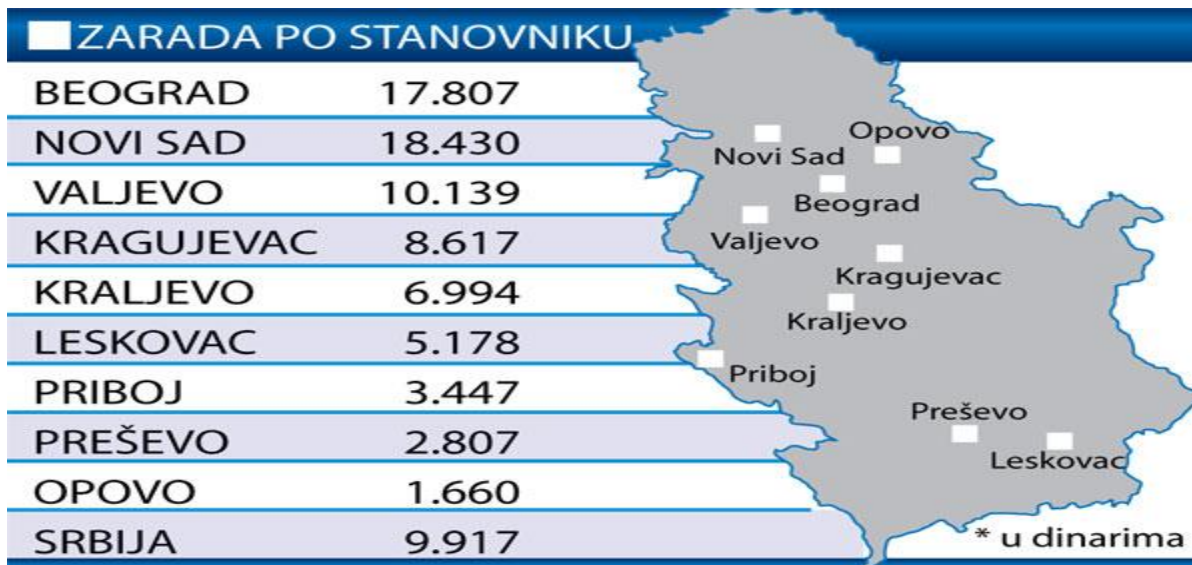 ZARADA PO STANOVNIKU
BEOGRAD 17.807
NOVI SAD 18.430
VALJEVO 10.139
KRAGUJEVAC 8.617
KRALJEVO 6.994
LESKOVAC 5.178
PRIBOJ 3.447
PREŠEVO 2.807
OPOVO 1.660
SRBIJA 9.917
Opovo
Novi Sad
Beograd
Valjevo
Kragujevac
Kraljevo
Priboj
Preševo
Leskovac
* u dinarima